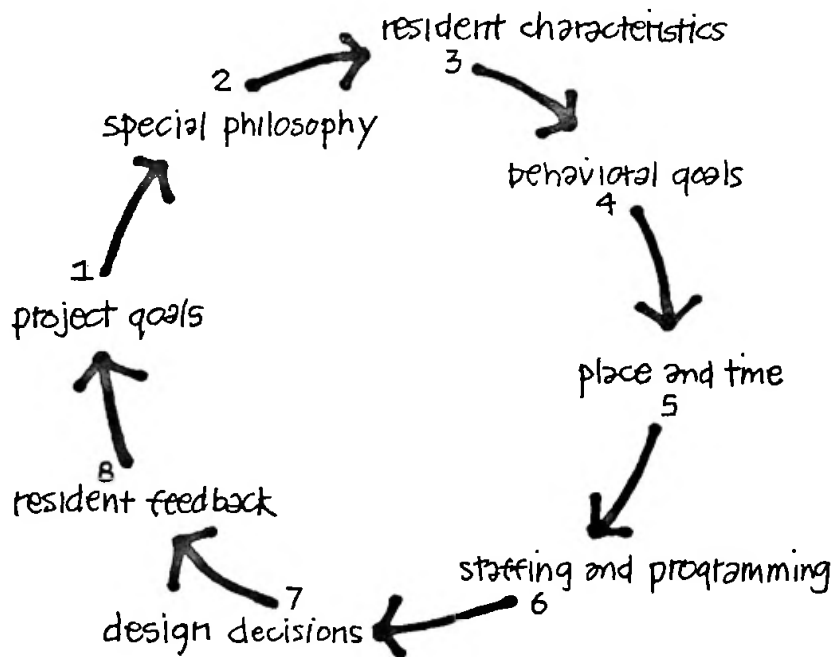 1
project goals
2
special philosophy
resident characteristics
3
behavioral goals
4
place and time
5
staffing and programming
6
7
design decisions
8
resident feedback